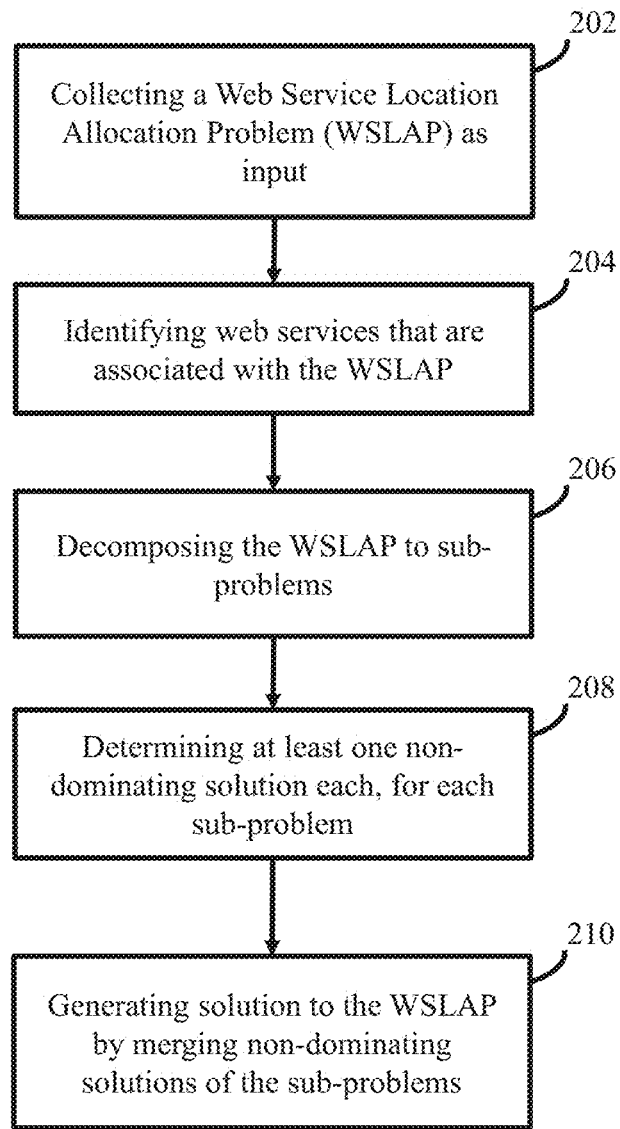 202
Collecting a Web Service Location
Allocation Problem (WSLAP) as
input
204
Identifying web services that are
associated with the WSLAP
206
Decomposing the WSLAP to sub-
problems
208
Determining at least one non-
dominating solution each, for each
sub-problem
210
Generating solution to the WSLAP
by merging non-dominating
solutions of the sub-problems